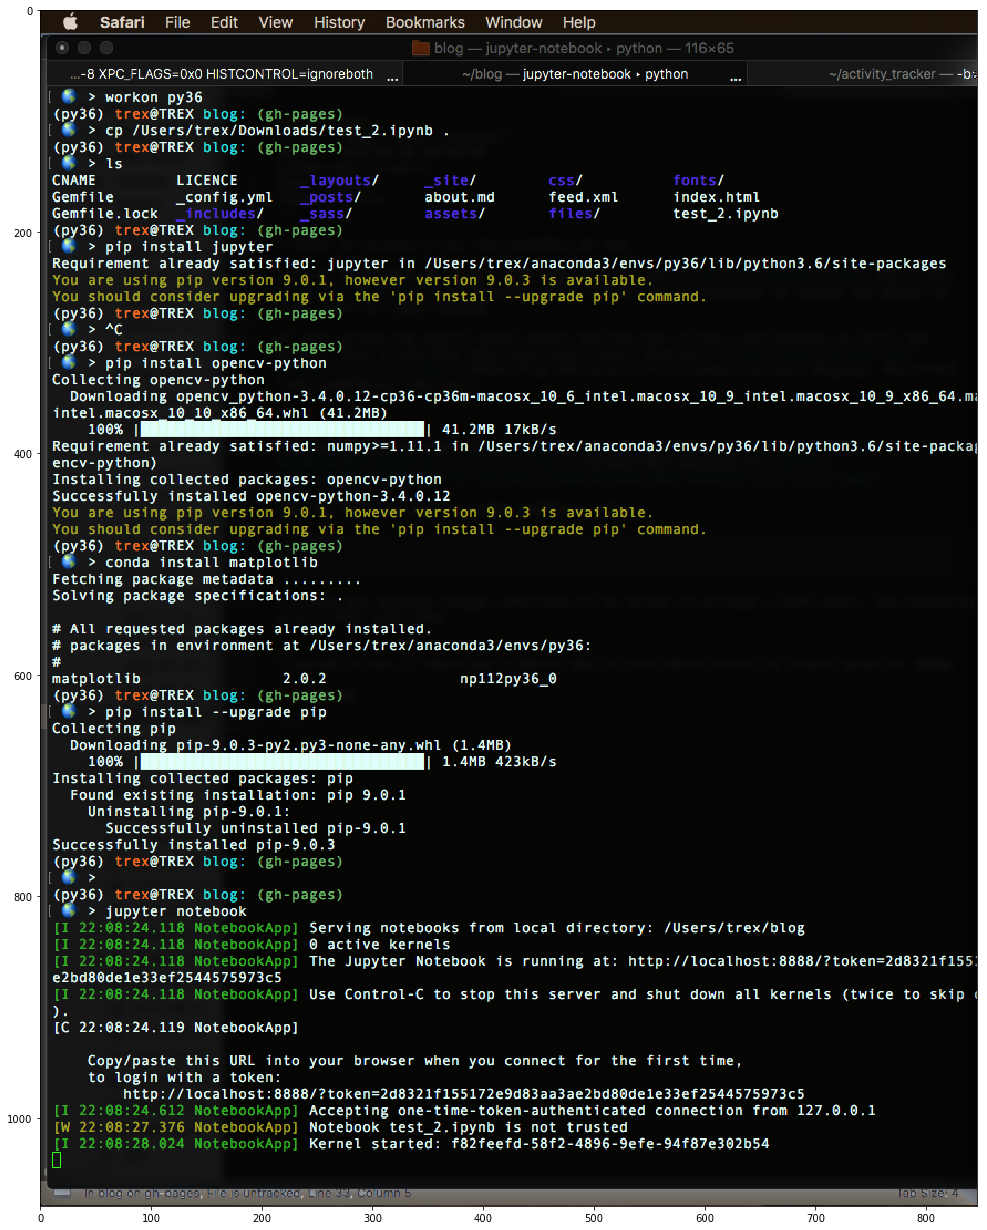 0
Safari File Edit View History Bookmarks Window Help
blog — jupyter-notebook ▸ python — 116×65
...-8 XPC_FLAGS=0x0 HISTCONTROL=ignoreboth ... ~/blog — jupyter-notebook ▸ python ... ~/activity_tracker — -b
[ > workon py36
(py36) trex@TREX blog: (gh-pages)
[ > cp /Users/trex/Downloads/test_2.ipynb .
(py36) trex@TREX blog: (gh-pages)
[ > ls
CNAME LICENCE _layouts/ _site/ css/ fonts/
Gemfile _config.yml _posts/ about.md feed.xml index.html
Gemfile.lock _includes/ _sass/ assets/ files/ test_2.ipynb
200
(py36) trex@TREX blog: (gh-pages)
[ > pip install jupyter
Requirement already satisfied: jupyter in /Users/trex/anaconda3/envs/py36/lib/python3.6/site-packages
You are using pip version 9.0.1, however version 9.0.3 is available.
You should consider upgrading via the 'pip install --upgrade pip' command.
(py36) trex@TREX blog: (gh-pages)
[ > ^C
(py36) trex@TREX blog: (gh-pages)
[ > pip install opencv-python
Collecting opencv-python
Downloading opencv_python-3.4.0.12-cp36-cp36m-macosx_10_6_intel.macosx_10_9_intel.macosx_10_9_x86_64.ma
intel.macosx_10_10_x86_64.whl (41.2MB)
100% | | 41.2MB 17kB/s
Requirement already satisfied: numpy>=1.11.1 in /Users/trex/anaconda3/envs/py36/lib/python3.6/site-packag
400
encv-python)
Installing collected packages: opencv-python
Successfully installed opencv-python-3.4.0.12
You are using pip version 9.0.1, however version 9.0.3 is available.
You should consider upgrading via the 'pip install --upgrade pip' command.
(py36) trex@TREX blog: (gh-pages)
[ > conda install matplotlib
Fetching package metadata .........
Solving package specifications: .
# All requested packages already installed.
# packages in environment at /Users/trex/anaconda3/envs/py36:
#
600
matplotlib 2.0.2 np112py36_0
(py36) trex@TREX blog: (gh-pages)
[ > pip install --upgrade pip
Collecting pip
Downloading pip-9.0.3-py2.py3-none-any.whl (1.4MB)
100% | | 1.4MB 423kB/s
Installing collected packages: pip
Found existing installation: pip 9.0.1
Uninstalling pip-9.0.1:
Successfully uninstalled pip-9.0.1
Successfully installed pip-9.0.3
(py36) trex@TREX blog: (gh-pages)
[ >
800
(py36) trex@TREX blog: (gh-pages)
[ > jupyter notebook
[I 22:08:24.118 NotebookApp] Serving notebooks from local directory: /Users/trex/blog
[I 22:08:24.118 NotebookApp] 0 active kernels
[I 22:08:24.118 NotebookApp] The Jupyter Notebook is running at: http://localhost:8888/?token=2d8321f155
e2bd80de1e33ef2544575973c5
[I 22:08:24.118 NotebookApp] Use Control-C to stop this server and shut down all kernels (twice to skip
).
[C 22:08:24.119 NotebookApp]
Copy/paste this URL into your browser when you connect for the first time,
to login with a token:
http://localhost:8888/?token=2d8321f155172e9d83aa3ae2bd80de1e33ef2544575973c5
1000
[I 22:08:24.612 NotebookApp] Accepting one-time-token-authenticated connection from 127.0.0.1
[W 22:08:27.376 NotebookApp] Notebook test_2.ipynb is not trusted
[I 22:08:28.024 NotebookApp] Kernel started: f82feefd-58f2-4896-9efe-94f87e302b54
In blog on gh-pages, File is untracked, Line 33, Column 5 Tab Size: 4
0 100 200 300 400 500 600 700 800